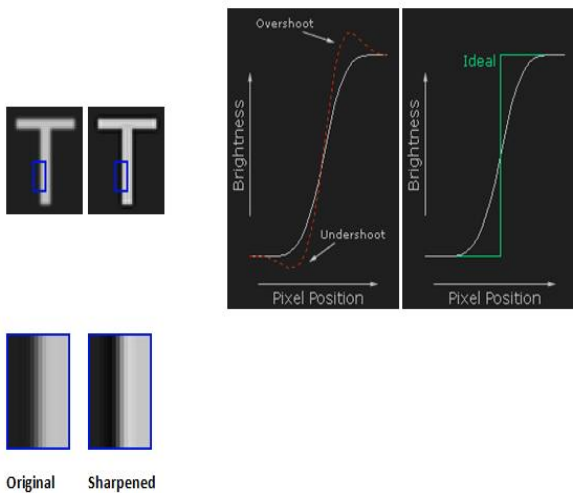 T
T
Overshoot
Brightness
Undershoot
Pixel Position
Ideal
Brightness
Pixel Position
Original
Sharpened